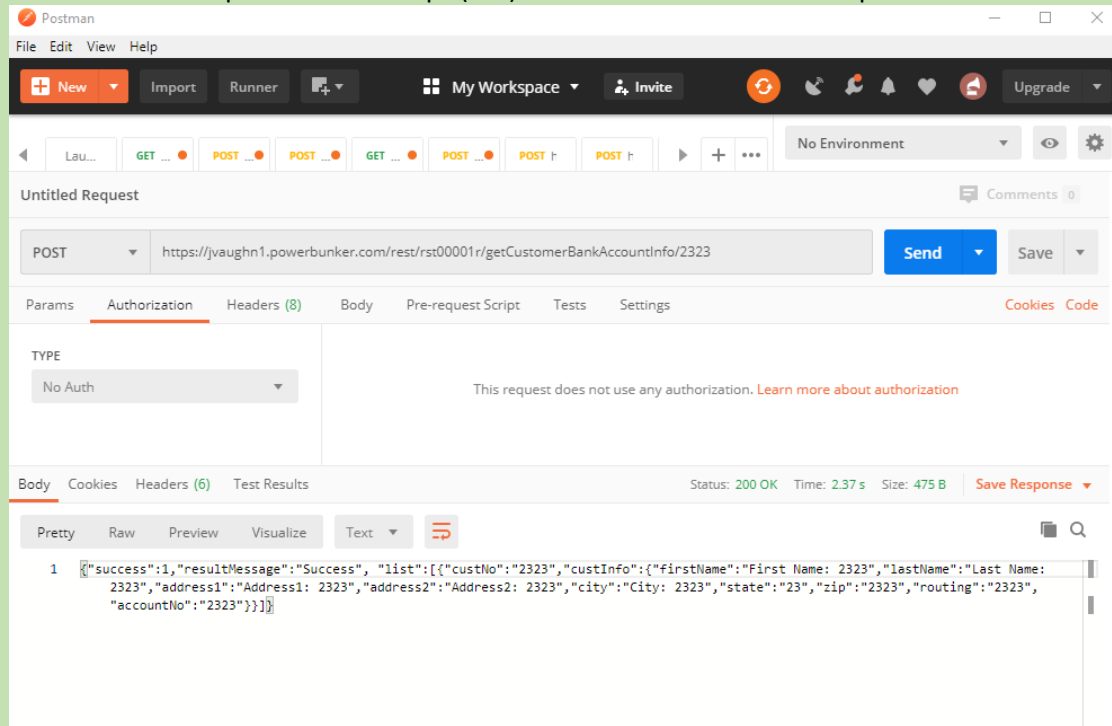 Postman
File Edit View Help
New Import Runner My Workspace Invite Upgrade
Lau... GET ... POST ... POST ... GET ... POST ... POST h POST h
No Environment
Untitled Request
Comments 0
POST https://jvaughn1.powerbunker.com/rest/rst00001r/getCustomerBankAccountInfo/2323 Send Save
Params Authorization Headers (8) Body Pre-request Script Tests Settings Cookies Code
TYPE
No Auth
This request does not use any authorization. Learn more about authorization
Body Cookies Headers (6) Test Results Status: 200 OK Time: 2.37 s Size: 475 B Save Response
Pretty Raw Preview Visualize Text
1 {"success":1,"resultMessage":"Success", "list":[{"custNo":"2323","custInfo":{"firstName":"First Name: 2323","lastName":"Last Name:
2323","address1":"Address1: 2323","address2":"Address2: 2323","city":"City: 2323","state":"23","zip":"2323","routing":"2323",
"accountNo":"2323"}}]}